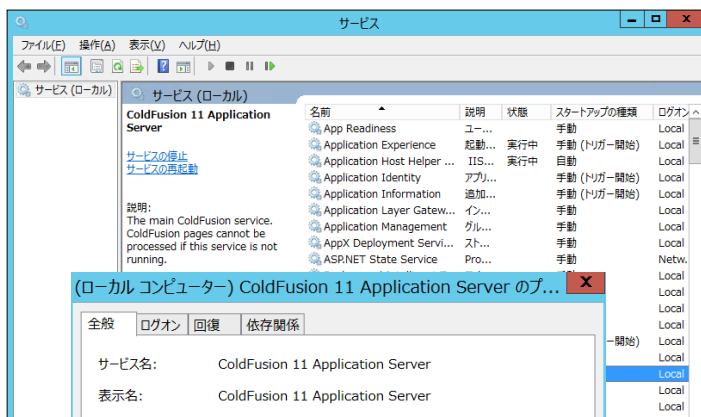 サービス
ファイル(F) 操作(A) 表示(V) ヘルプ(H)
サービス (ローカル)
サービス (ローカル)
ColdFusion 11 Application Server
サービスの停止
サービスの再起動
説明:
The main ColdFusion service.
ColdFusion pages cannot be
processed if this service is not
running.
名前 説明 状態 スタートアップの種類 ログオン
App Readiness ユー... 手動 Local
Application Experience 起動... 実行中 手動 (トリガー開始) Local
Application Host Helper ... IIS... 実行中 自動 Local
Application Identity アプリ... 手動 (トリガー開始) Local
Application Information 追加... 手動 (トリガー開始) Local
Application Layer Gatew... イン... 手動 Local
Application Management グル... 手動 Local
AppX Deployment Servi... スト... 手動 Local
ASP.NET State Service Pro... 手動 Netw.
Local
Local
Local
Local
ー開始) Local
Local
Local
Local
Local
(ローカル コンピューター) ColdFusion 11 Application Server のプ...
全般 ログオン 回復 依存関係
サービス名: ColdFusion 11 Application Server
表示名: ColdFusion 11 Application Server